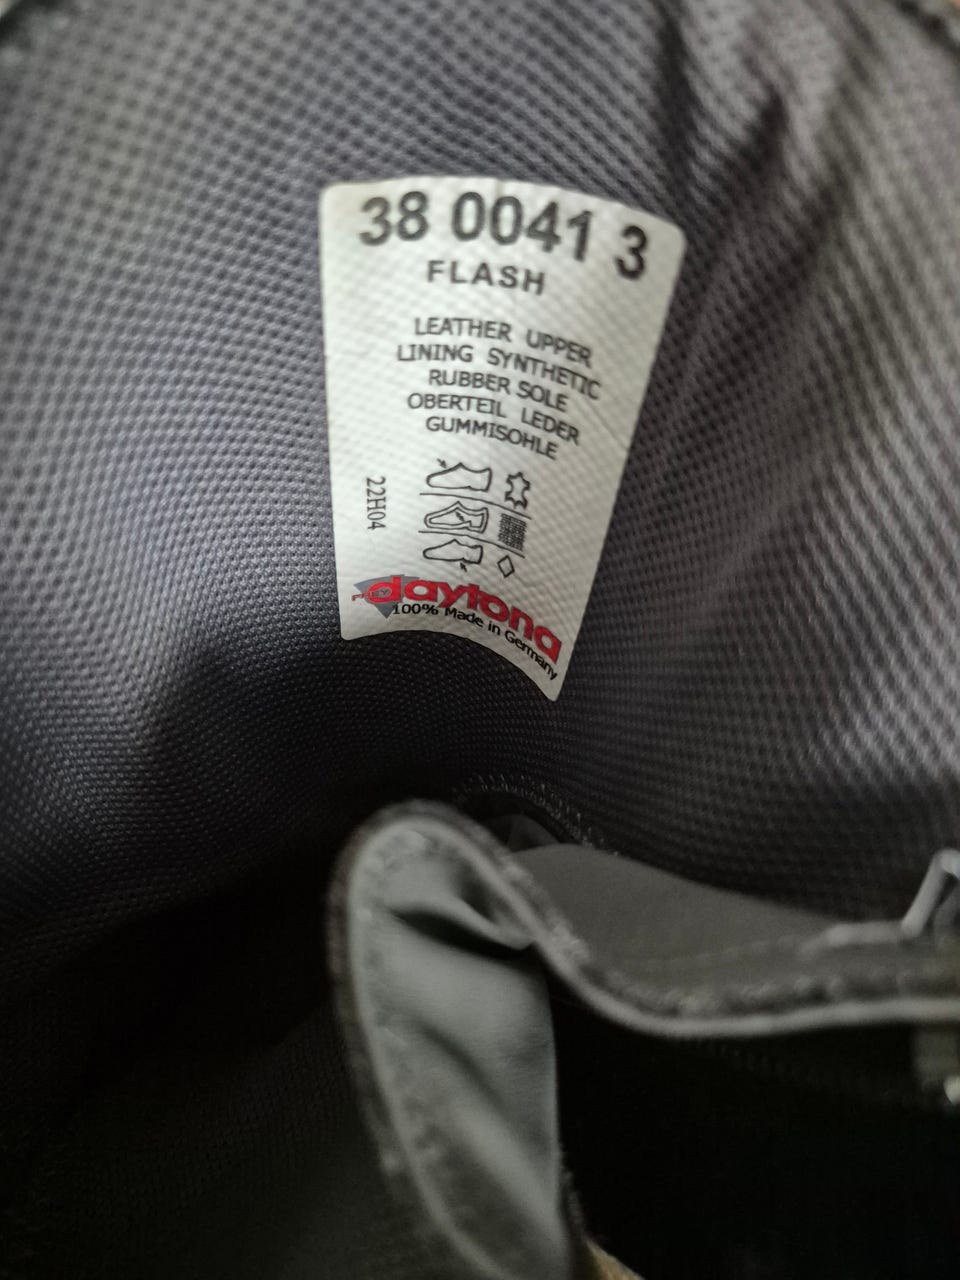 38 0041 3
FLASH
LEATHER UPPER
LINING SYNTHETIC
RUBBER SOLE
OBERTEIL LEDER
GUMMISOHLE
22H04
FREY daytona
100% Made in Germany